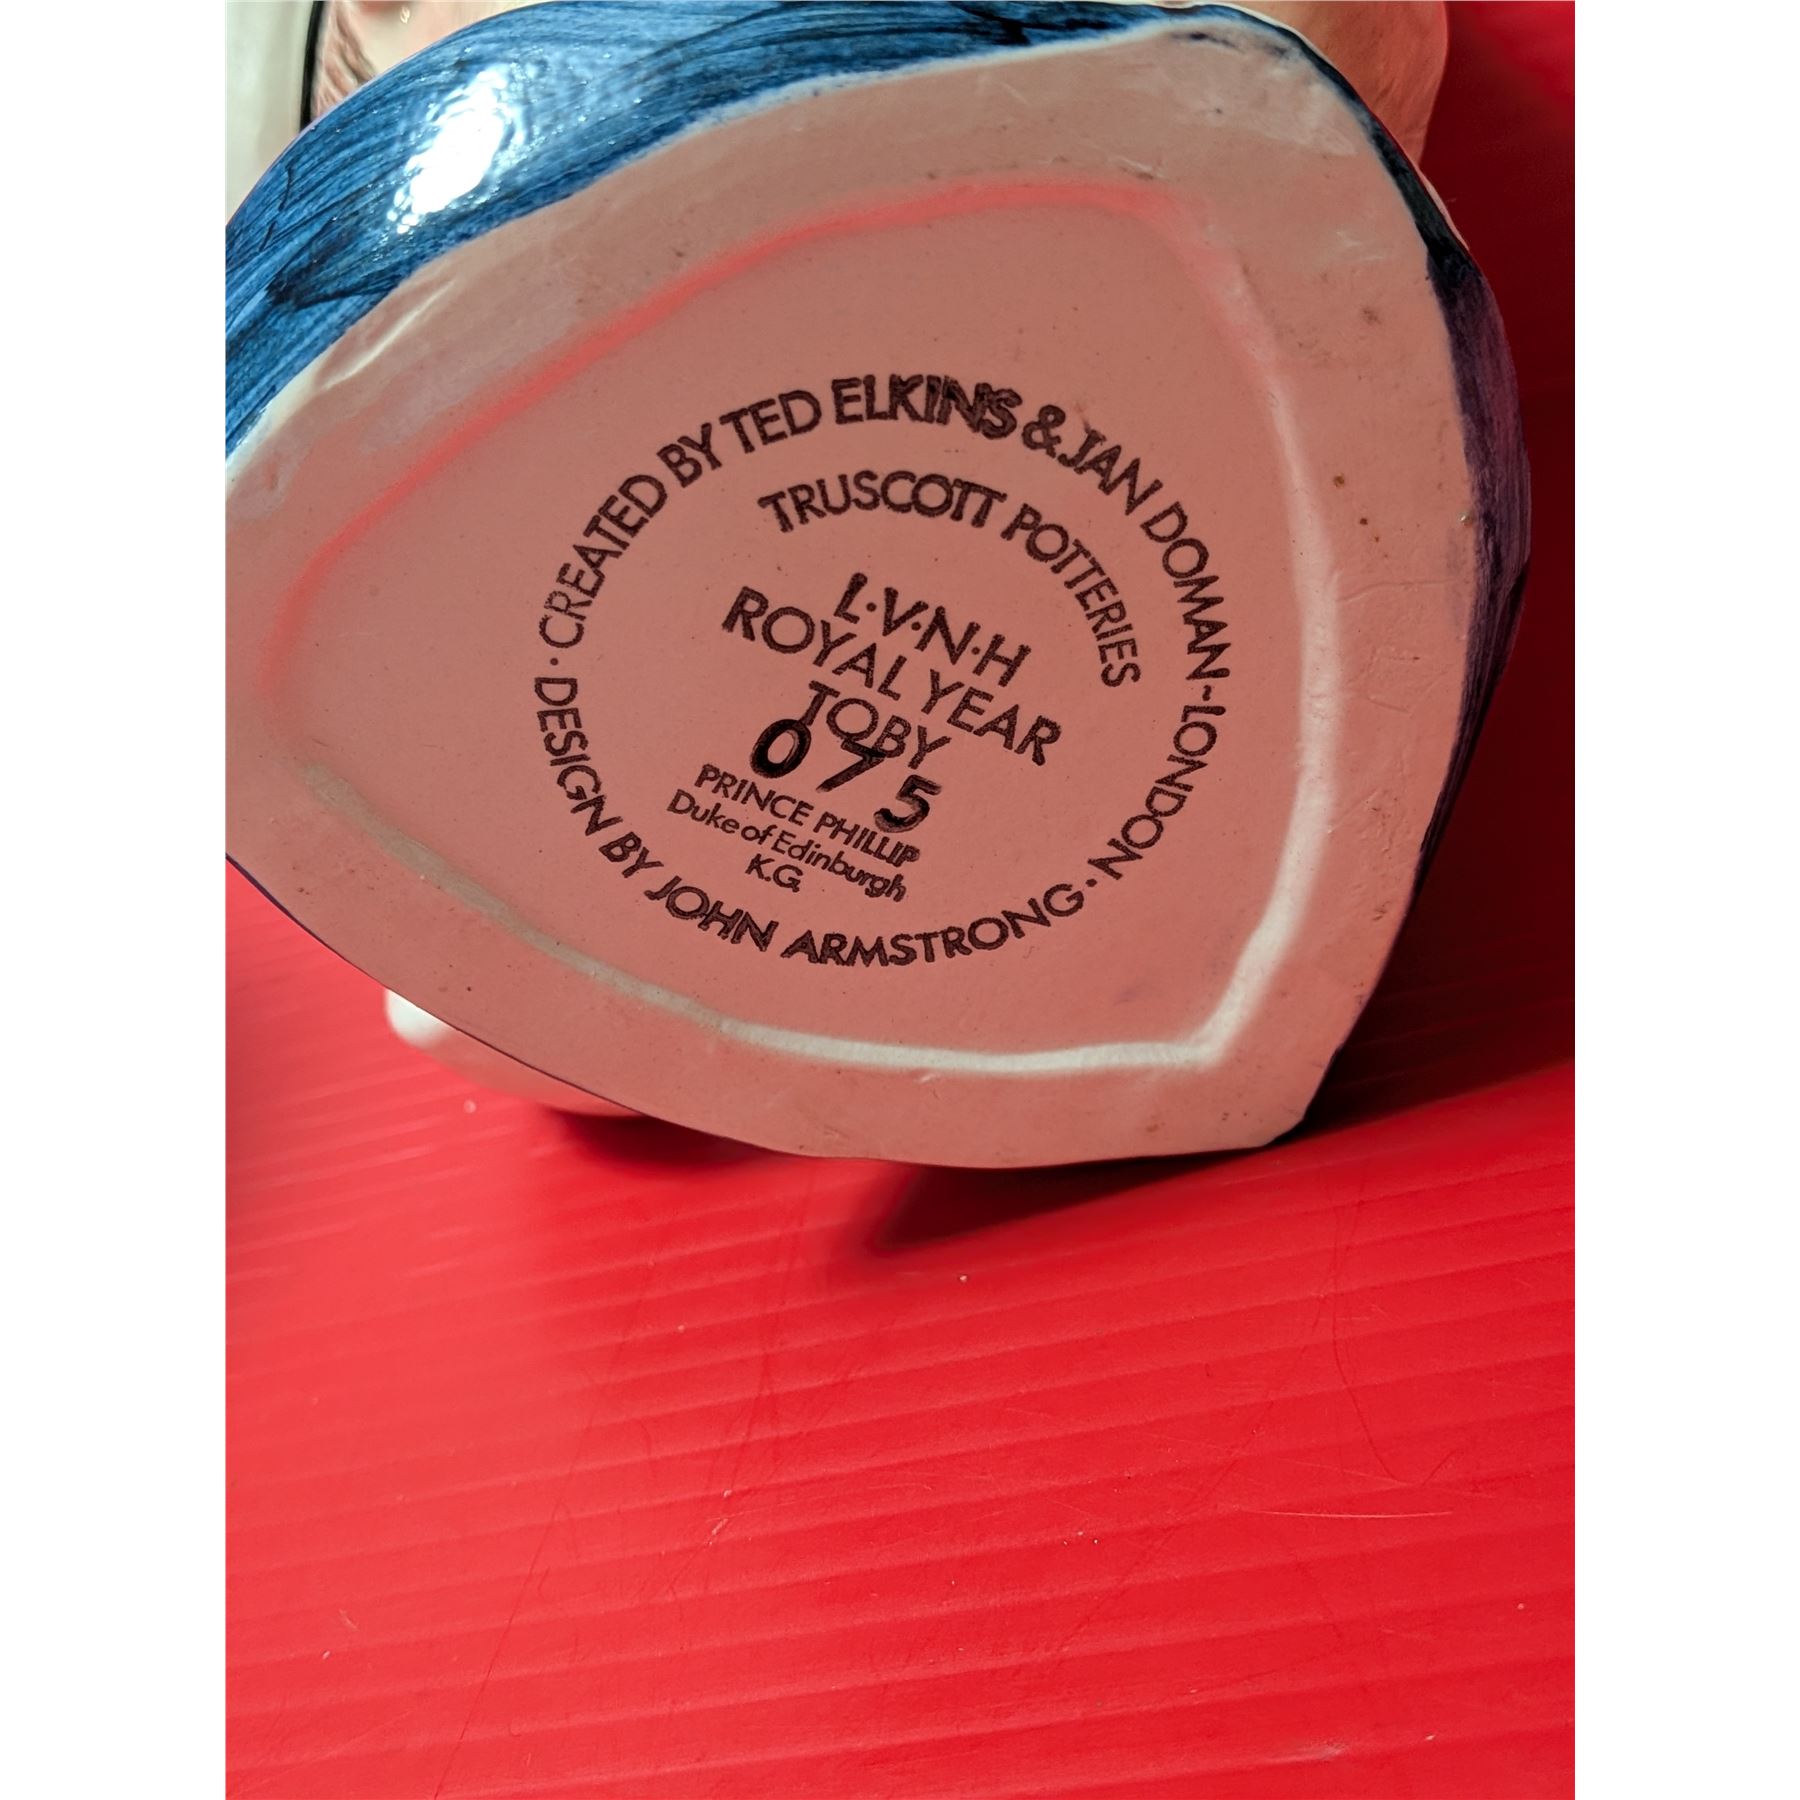 · CREATED BY TED ELKINS & JAN DOMAN ~ LONDON ·
DESIGN BY JOHN ARMSTRONG
TRUSCOTT POTTERIES
L·V·N·H
ROYAL YEAR
TOBY
075
PRINCE PHILLIP
Duke of Edinburgh
K.G.